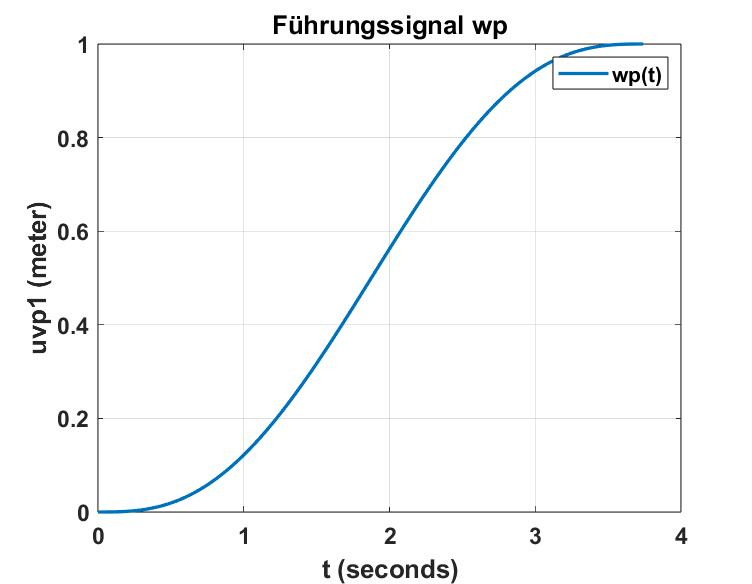 Führungssignal wp
wp(t)
uvp1 (meter)
1
0.8
0.6
0.4
0.2
0
0 1 2 3 4
t (seconds)